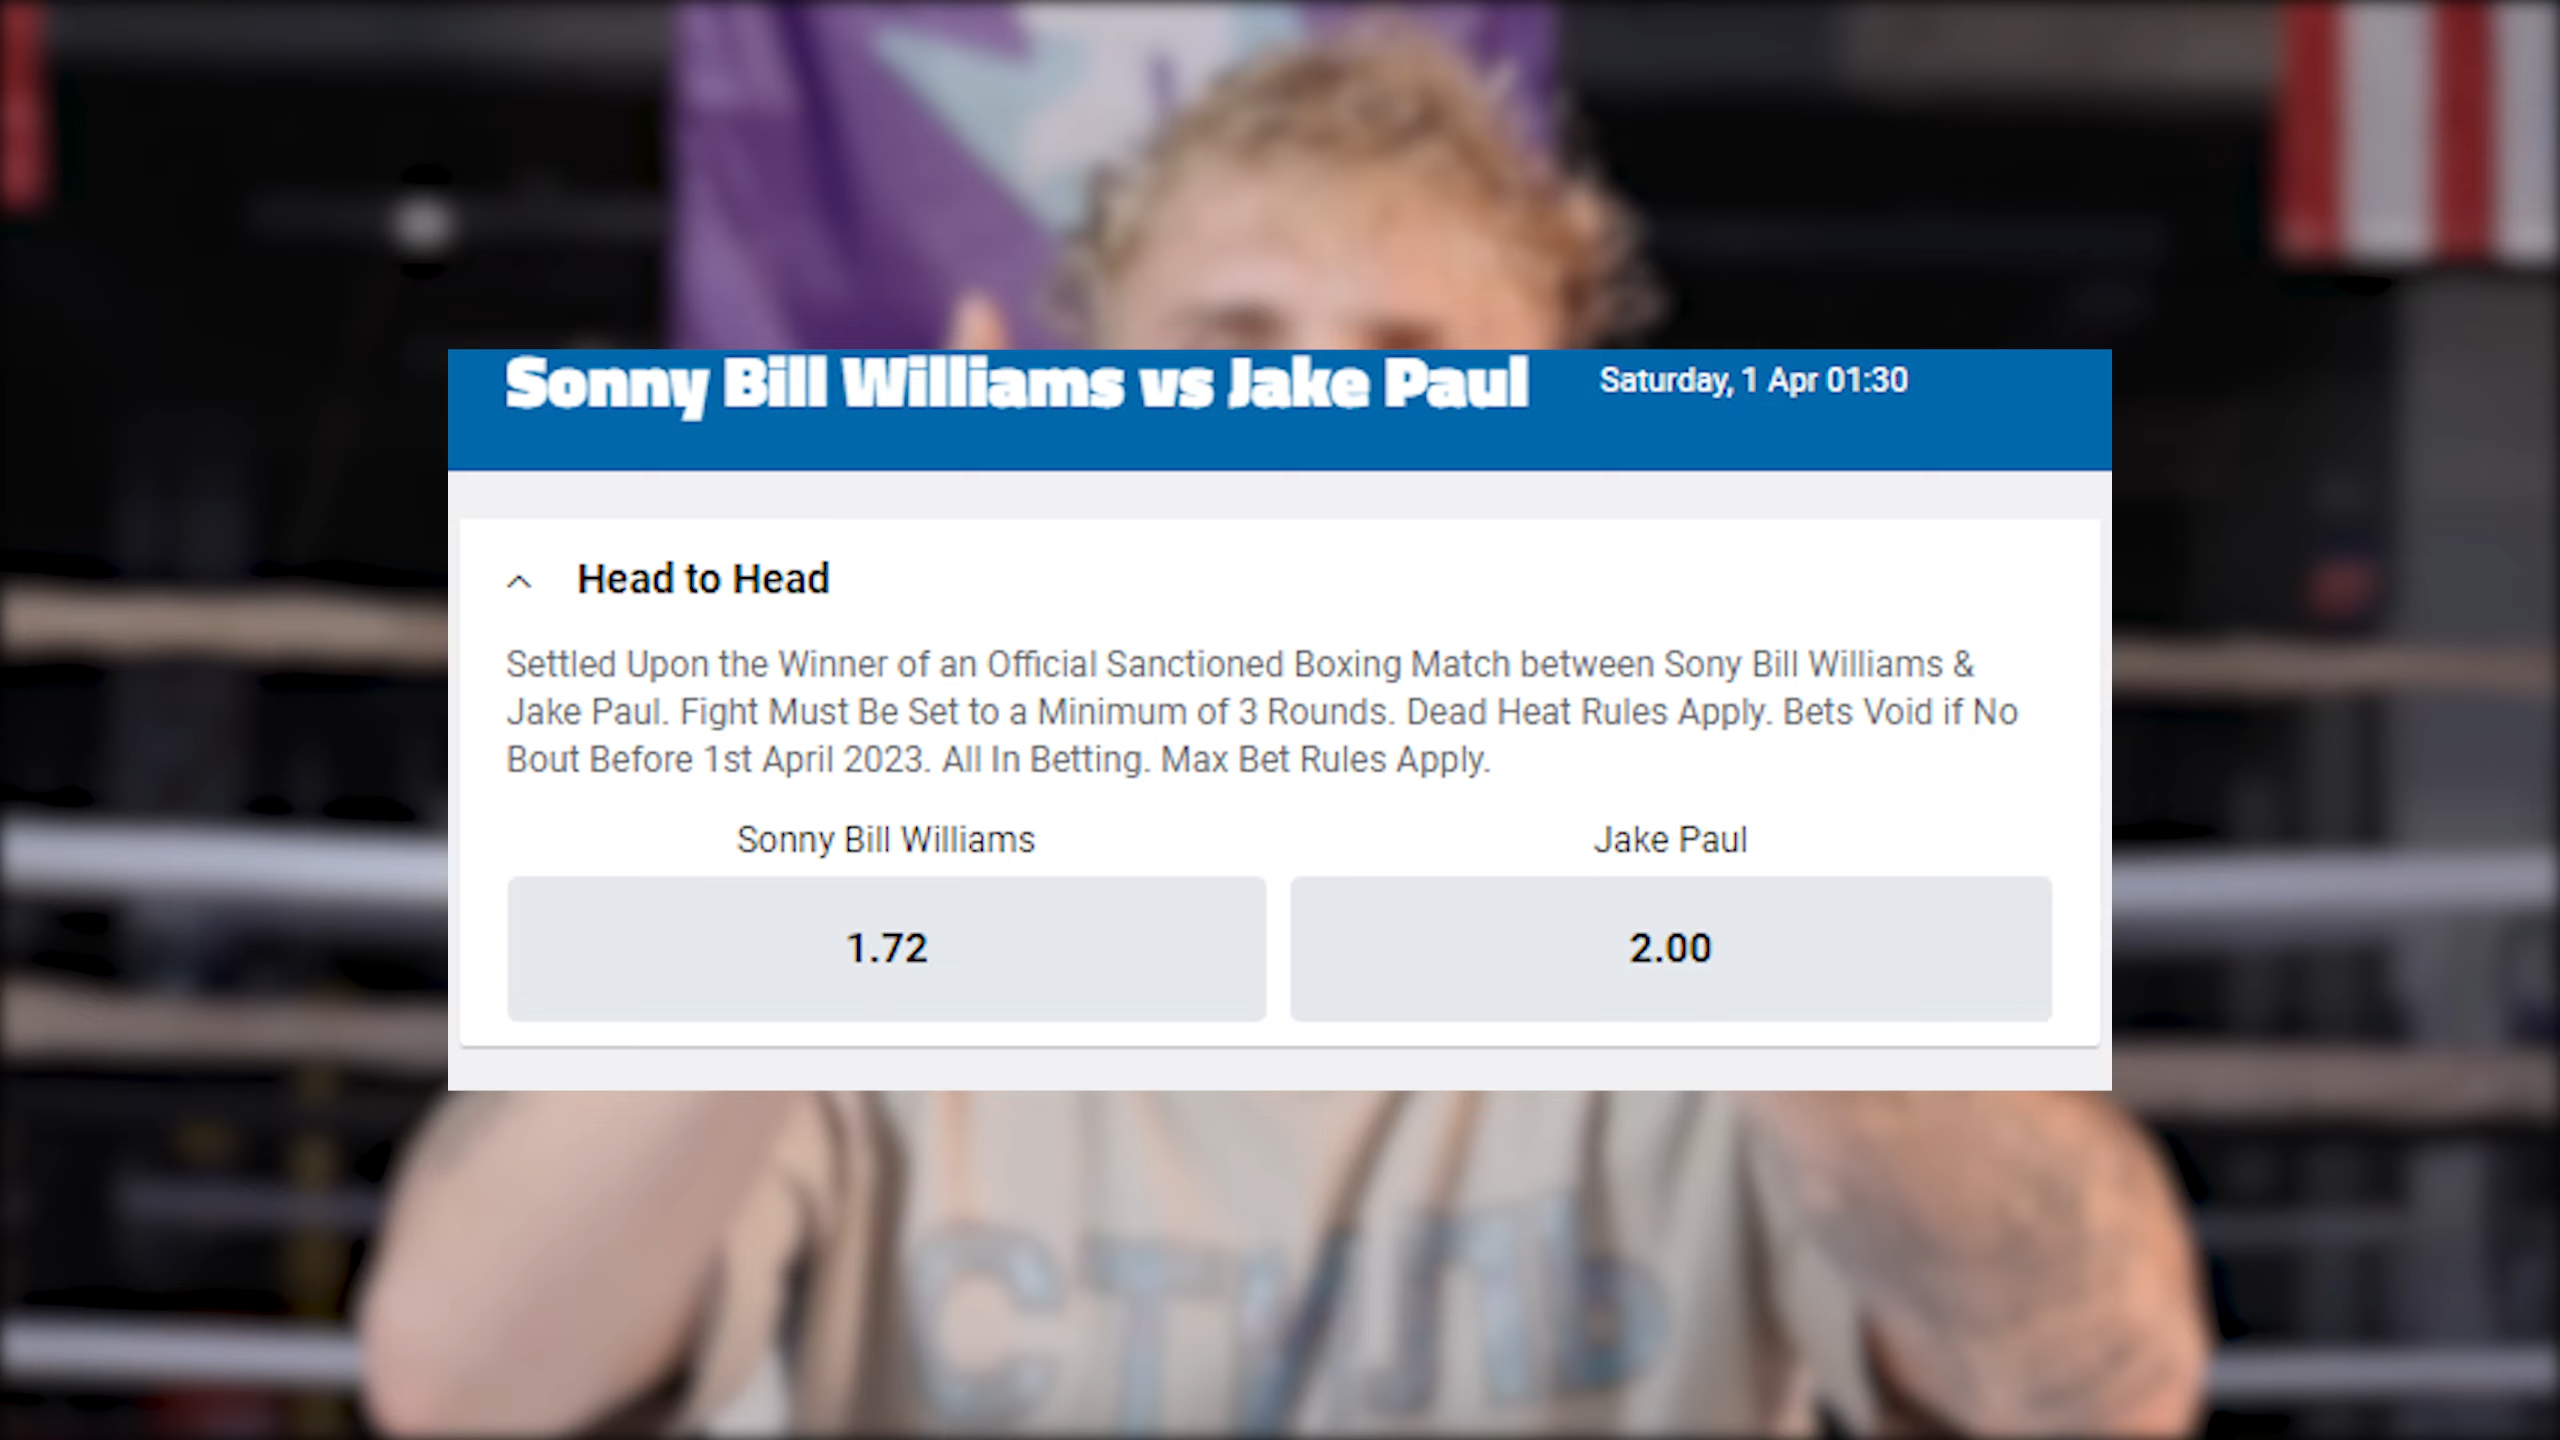 Sonny Bill Williams vs Jake Paul Saturday, 1 Apr 01:30
Head to Head
Settled Upon the Winner of an Official Sanctioned Boxing Match between Sony Bill Williams &
Jake Paul. Fight Must Be Set to a Minimum of 3 Rounds. Dead Heat Rules Apply. Bets Void if No
Bout Before 1st April 2023. All In Betting. Max Bet Rules Apply.
Sonny Bill Williams Jake Paul
1.72 2.00